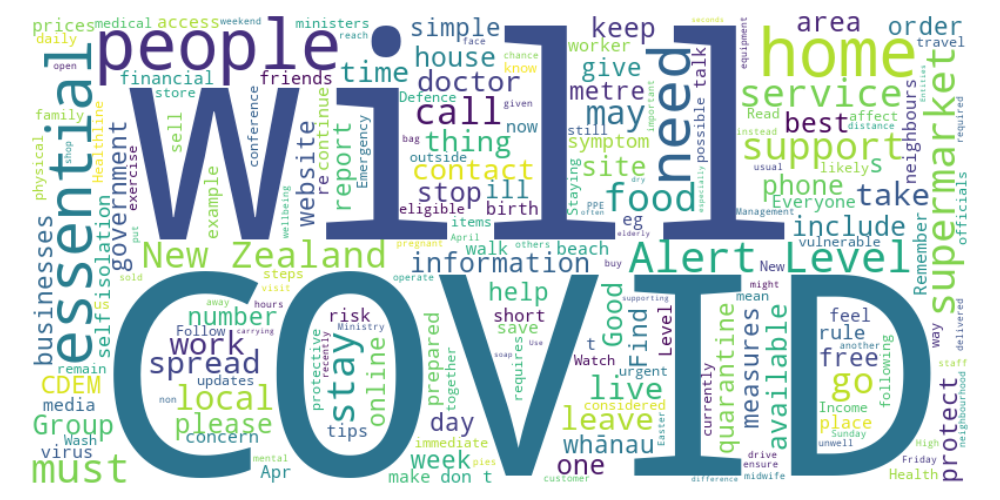 prices medical access weekend ministers simple keep area order
daily people reach face worker travel
open financial friends time house give chance know seconds equipment home
store doctor metre talk
essential Will call may need service
sell conference Defence thing now possible Read best affect
family Healthline bag given still important instead distance neighbours supermarket entities required
physical shop exercise government example website re continue report Emergency outside contact symptom site support likely S
stop ill Staying dry food especially phone Everyone take officials
put wellbeing eligible birth PPE often eg usual include
pregnant items April others walk beach elderly Management vulnerable Remember
sold New Zealand information buy Alert Level
businesses self isolation steps operate New might way delivered
us visit help short supporting mean
remain away hours number risk save Good Find Level measures feel
Follow Ministry t Watch rule another
CDEM work carrying protective recently stay online prepared together requires soap Use urgent currently quarantine available free go following staff neighbourhood
spread COVID live
media updates considered Income place
Group non local leave
Wash please tips day immediate whānau Easter Sunday unwell High protect
virus concern week one drive Friday
must mental Apr make don t pies customer difference ensure midwife Health